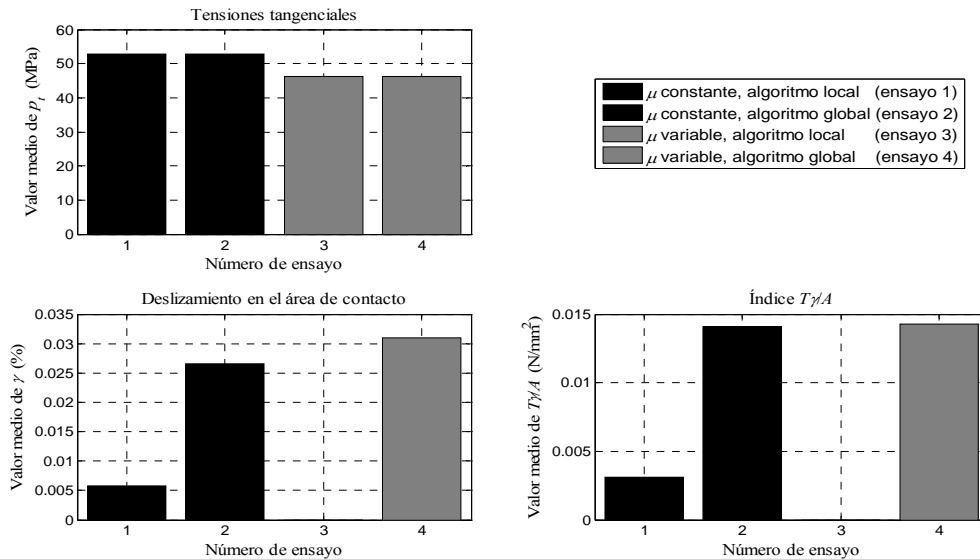 Tensiones tangenciales
Valor medio de pt (MPa)
60
50
40
30
20
10
0
1 2 3 4
Número de ensayo
μ constante, algoritmo local (ensayo 1)
μ constante, algoritmo global (ensayo 2)
μ variable, algoritmo local (ensayo 3)
μ variable, algoritmo global (ensayo 4)
Deslizamiento en el área de contacto
Valor medio de γ (%)
0.035
0.03
0.025
0.02
0.015
0.01
0.005
0
1 2 3 4
Número de ensayo
Índice Tγ/A
Valor medio de Tγ/A (N/mm²)
0.015
0.01
0.005
0
1 2 3 4
Número de ensayo